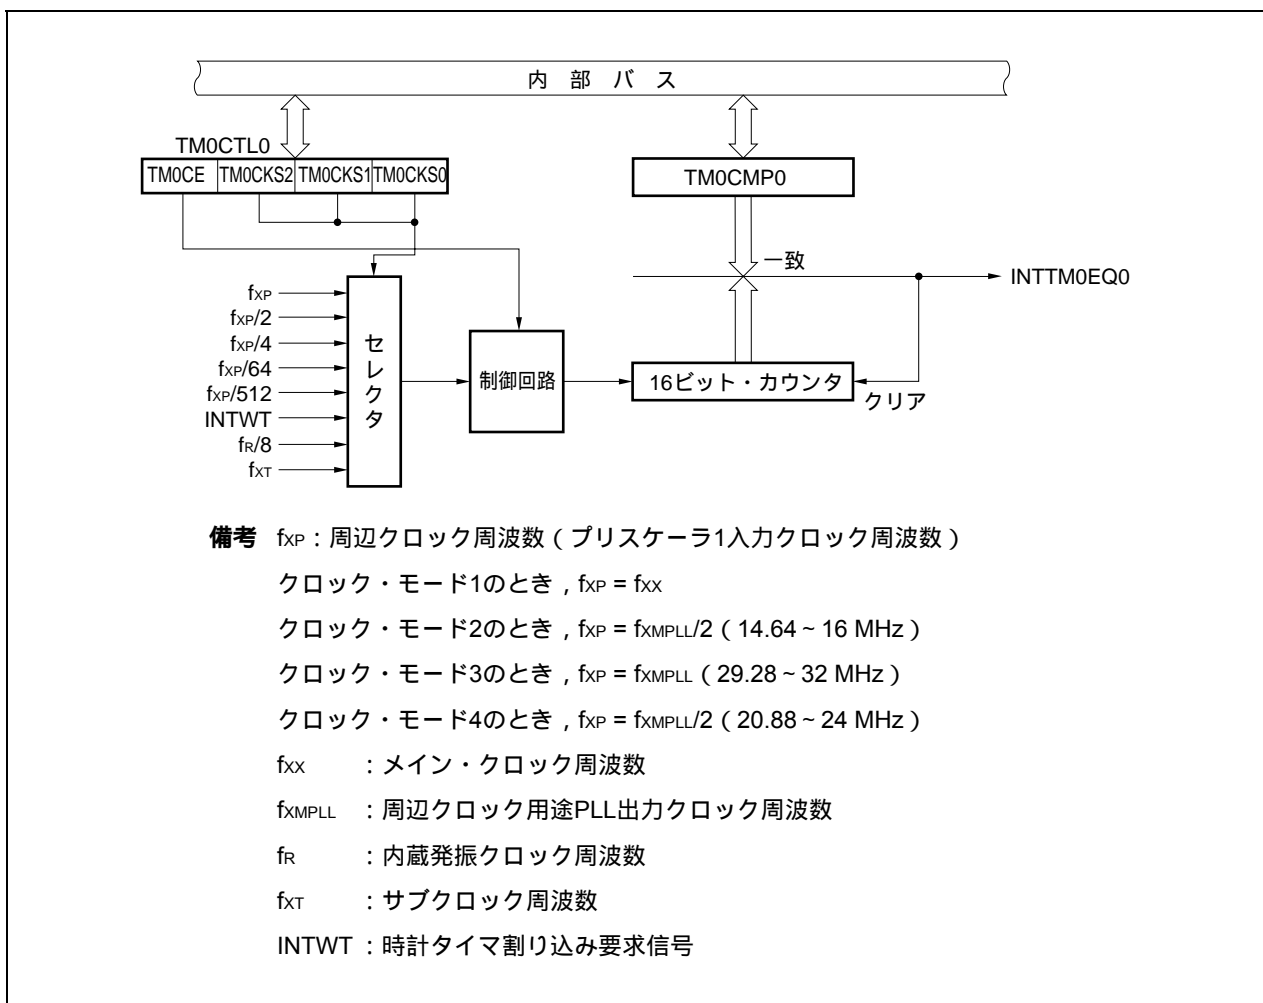 内 部 バ ス
TM0CTL0
TM0CE TM0CKS2 TM0CKS1 TM0CKS0
TM0CMP0
一致
INTTM0EQ0
fXP
fXP/2
fXP/4
fXP/64
fXP/512
INTWT
fR/8
fXT
セレクタ
制御回路
16ビット・カウンタ
クリア
備考 fXP：周辺クロック周波数（プリスケーラ1入力クロック周波数）
クロック・モード1のとき，fXP = fXX
クロック・モード2のとき，fXP = fXMPLL/2（14.64～16 MHz）
クロック・モード3のとき，fXP = fXMPLL（29.28～32 MHz）
クロック・モード4のとき，fXP = fXMPLL/2（20.88～24 MHz）
fXX ：メイン・クロック周波数
fXMPLL ：周辺クロック用途PLL出力クロック周波数
fR ：内蔵発振クロック周波数
fXT ：サブクロック周波数
INTWT ：時計タイマ割り込み要求信号